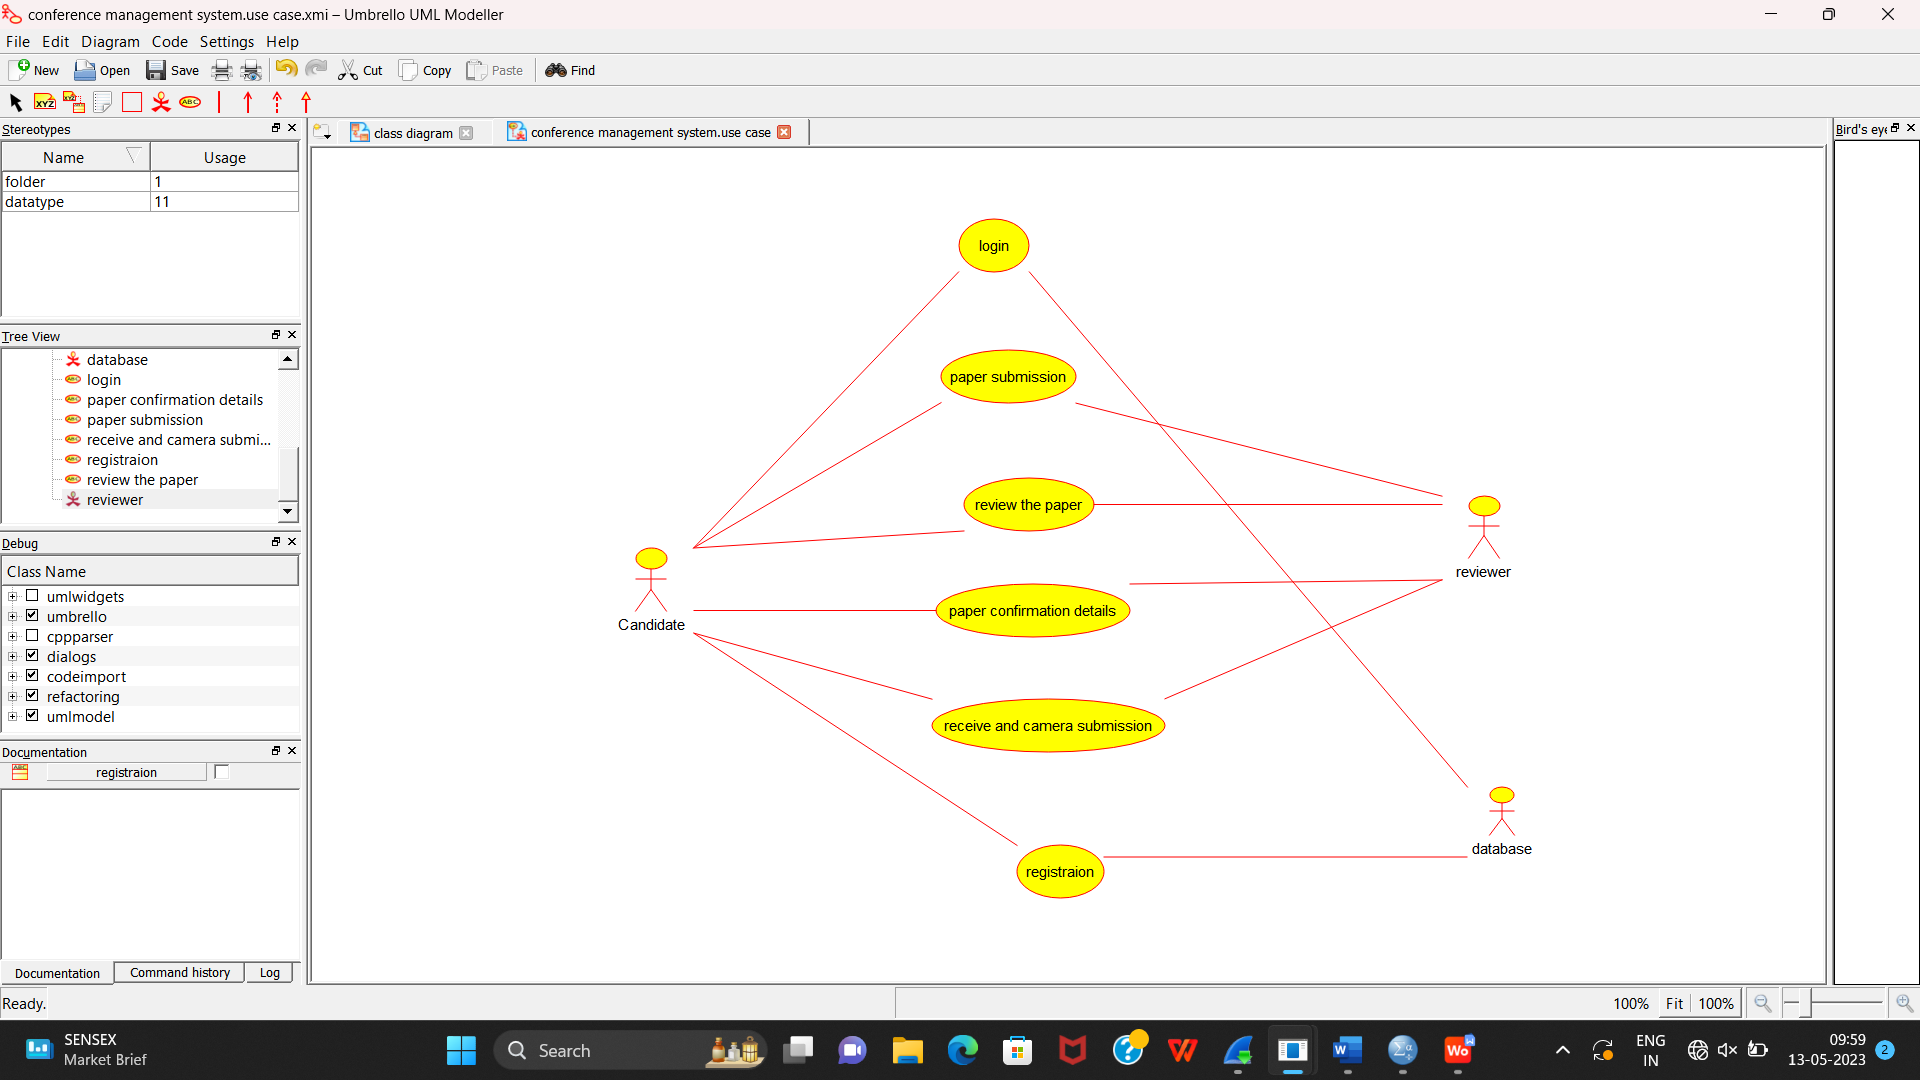 conference management system.use case.xmi – Umbrello UML Modeller
File Edit Diagram Code Settings Help
New Open Save Cut Copy Paste Find
XYZ XYZ ABC
Stereotypes
Name Usage
folder 1
datatype 11
Tree View
database
login
paper confirmation details
paper submission
receive and camera submi...
registraion
review the paper
reviewer
Debug
Class Name
umlwidgets
umbrello
cppparser
dialogs
codeimport
refactoring
umlmodel
Documentation
registraion
Documentation Command history Log
class diagram conference management system.use case
login
paper submission
review the paper
paper confirmation details
receive and camera submission
registraion
Candidate
reviewer
database
Bird's eye
Ready.
100% Fit 100%
SENSEX
Market Brief
Search
W
Σα
Wo
ENG
IN
09:59
13-05-2023
2